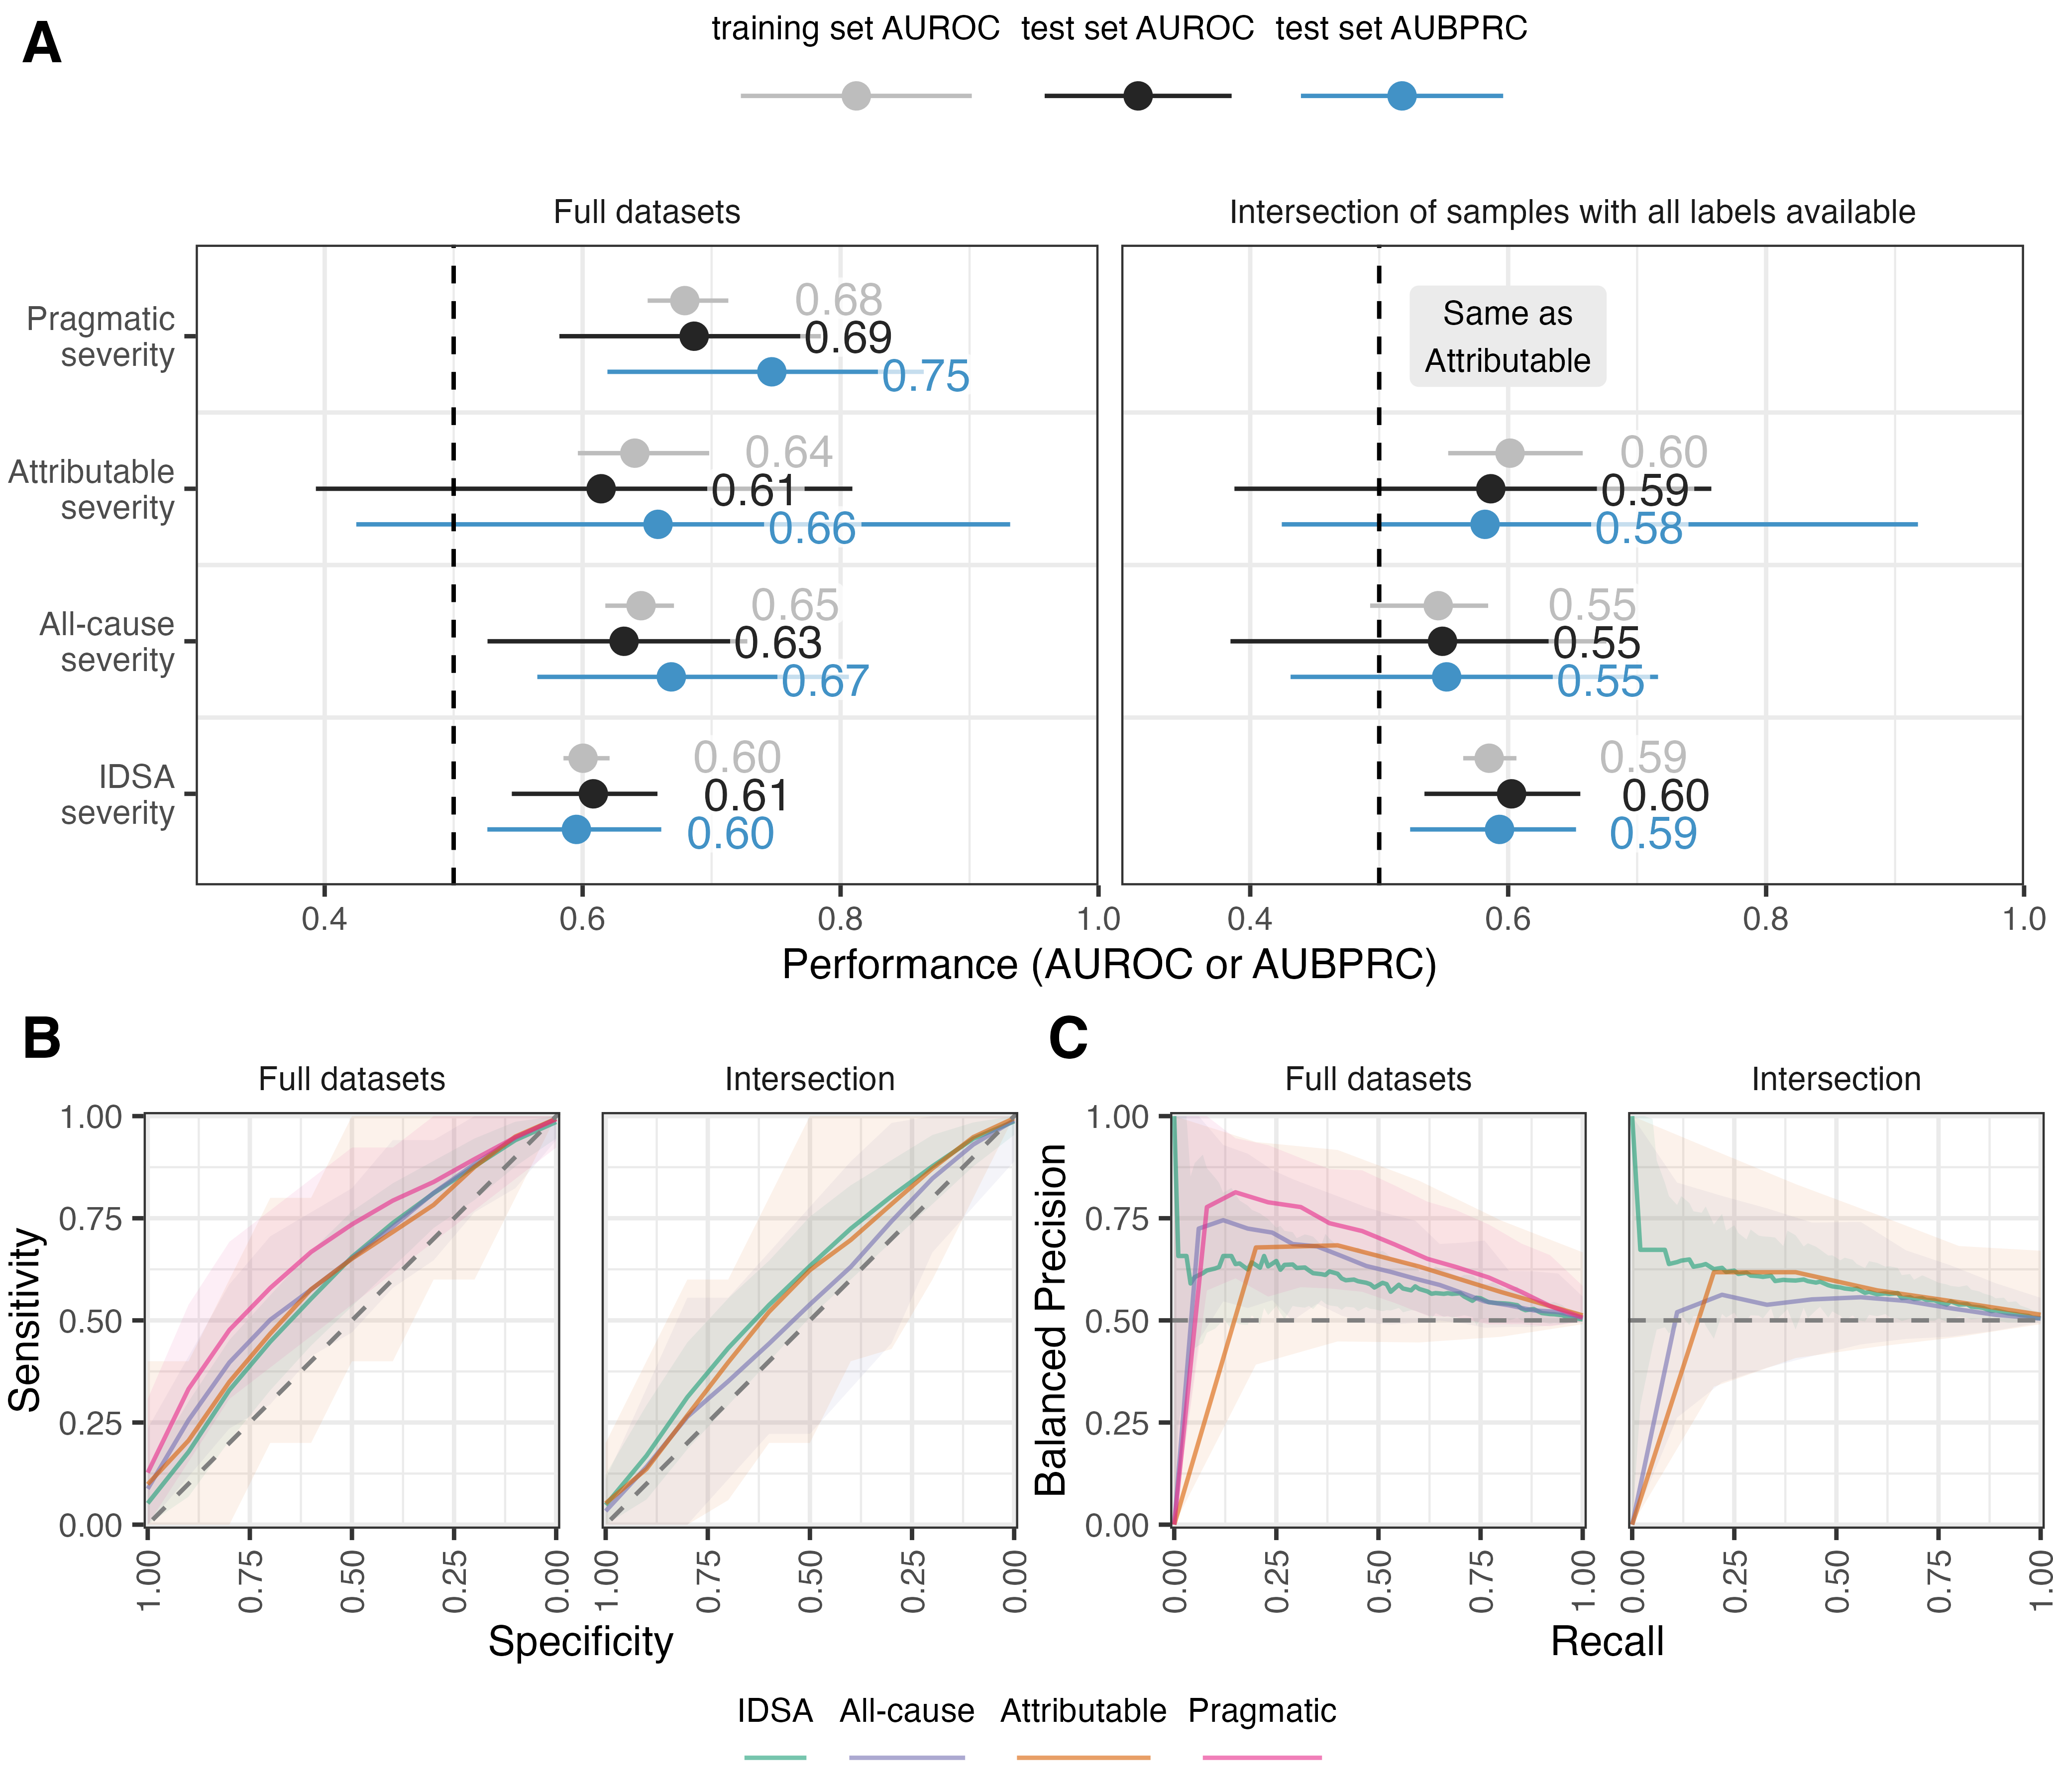 A
training set AUROC test set AUROC test set AUBPRC
Full datasets
Intersection of samples with all labels available
Pragmatic
severity
Attributable
severity
All-cause
severity
IDSA
severity
0.68
0.69
0.75
0.64
0.61
0.66
0.65
0.63
0.67
0.60
0.61
0.60
Same as
Attributable
0.60
0.59
0.58
0.55
0.55
0.55
0.59
0.60
0.59
0.4 0.6 0.8 1.0
0.4 0.6 0.8 1.0
Performance (AUROC or AUBPRC)
B
Full datasets
Intersection
Sensitivity
1.00
0.75
0.50
0.25
0.00
1.00 0.75 0.50 0.25 0.00
1.00 0.75 0.50 0.25 0.00
Specificity
C
Full datasets
Intersection
Balanced Precision
1.00
0.75
0.50
0.25
0.00
0.00 0.25 0.50 0.75 1.00
0.00 0.25 0.50 0.75 1.00
Recall
IDSA All-cause Attributable Pragmatic